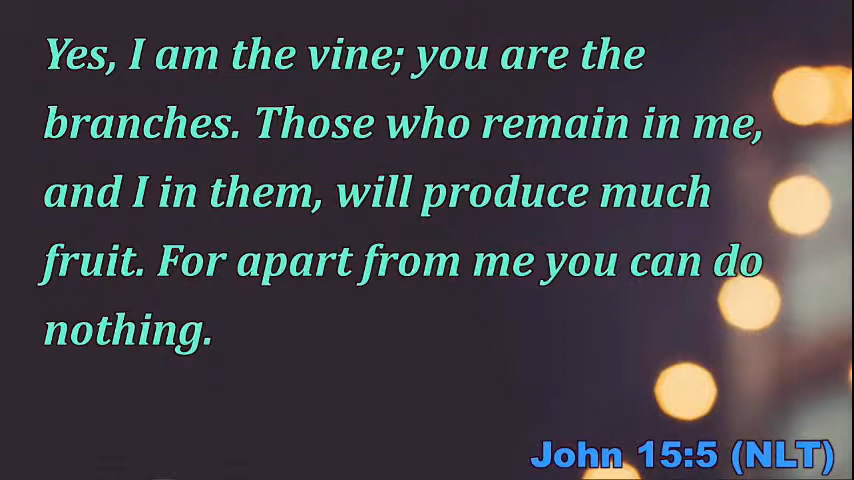 Yes, I am the vine; you are the
branches. Those who remain in me,
and I in them, will produce much
fruit. For apart from me you can do
nothing.
John 15:5 (NLT)